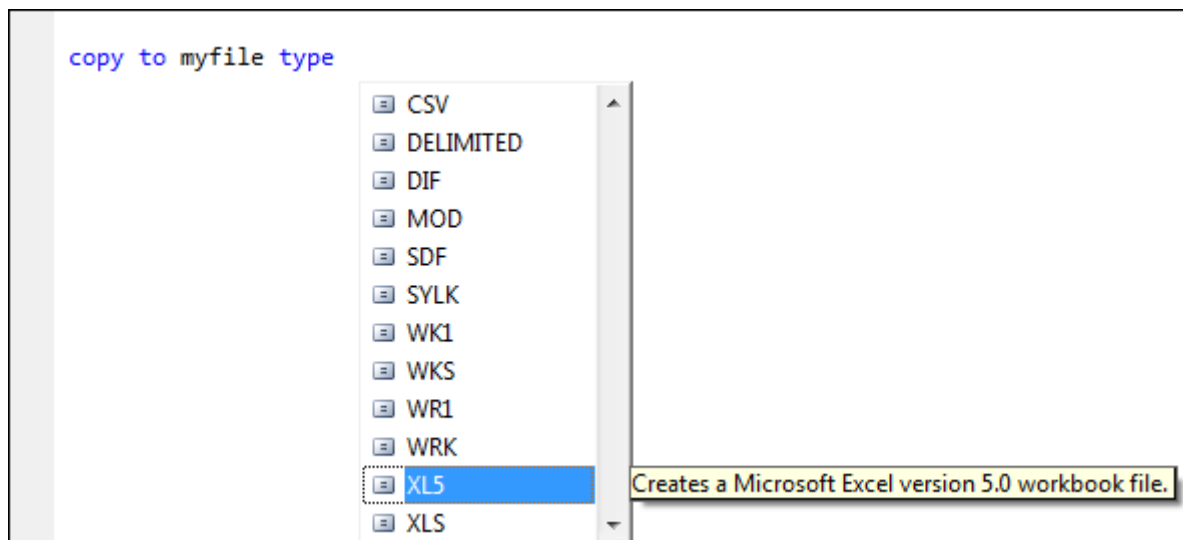 copy to myfile type
CSV
DELIMITED
DIF
MOD
SDF
SYLK
WK1
WKS
WR1
WRK
XL5 Creates a Microsoft Excel version 5.0 workbook file.
XLS